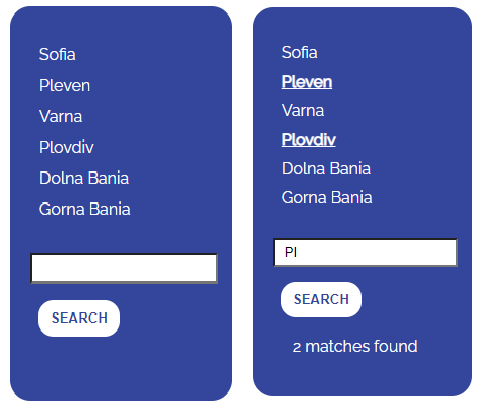 Sofia
Pleven
Varna
Plovdiv
Dolna Bania
Gorna Bania
SEARCH
Sofia
Pleven
Varna
Plovdiv
Dolna Bania
Gorna Bania
Pl
SEARCH
2 matches found